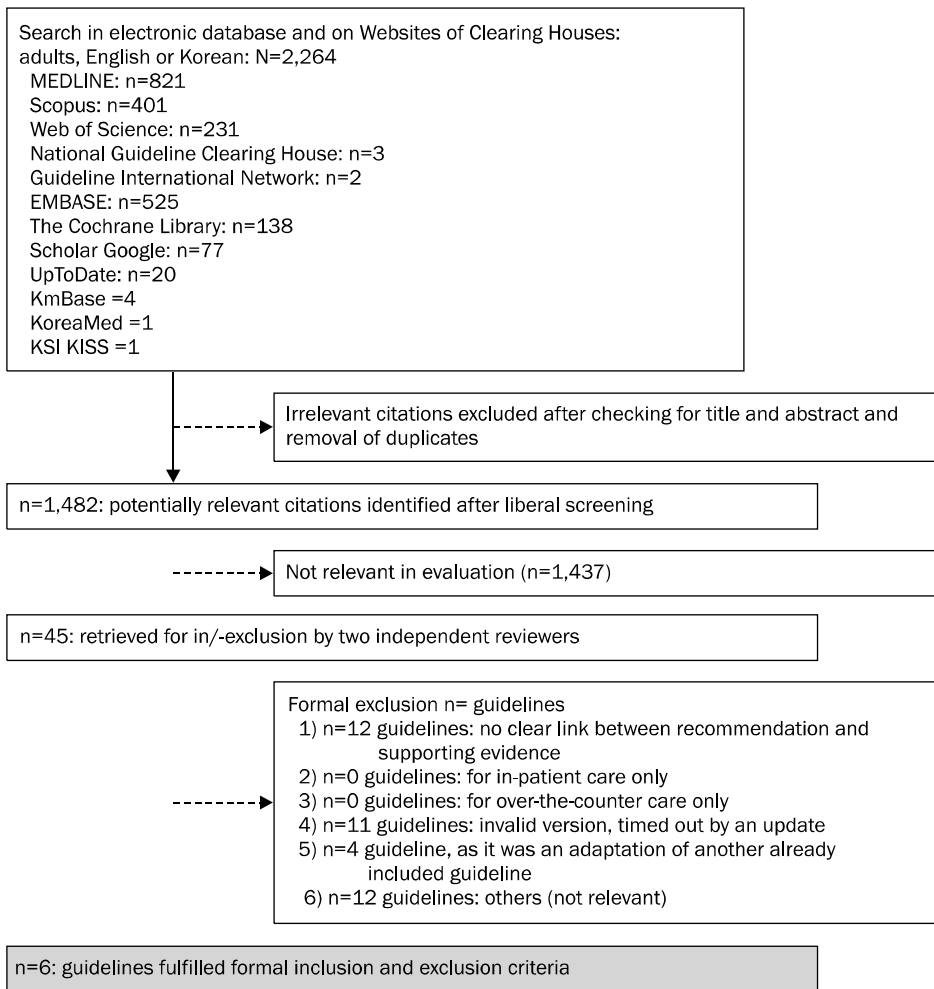 Search in electronic database and on Websites of Clearing Houses:
adults, English or Korean: N=2,264
MEDLINE: n=821
Scopus: n=401
Web of Science: n=231
National Guideline Clearing House: n=3
Guideline International Network: n=2
EMBASE: n=525
The Cochrane Library: n=138
Scholar Google: n=77
UpToDate: n=20
KmBase =4
KoreaMed =1
KSI KISS =1
Irrelevant citations excluded after checking for title and abstract and
removal of duplicates
n=1,482: potentially relevant citations identified after liberal screening
Not relevant in evaluation (n=1,437)
n=45: retrieved for in/-exclusion by two independent reviewers
Formal exclusion n= guidelines
1) n=12 guidelines: no clear link between recommendation and
supporting evidence
2) n=0 guidelines: for in-patient care only
3) n=0 guidelines: for over-the-counter care only
4) n=11 guidelines: invalid version, timed out by an update
5) n=4 guideline, as it was an adaptation of another already
included guideline
6) n=12 guidelines: others (not relevant)
n=6: guidelines fulfilled formal inclusion and exclusion criteria